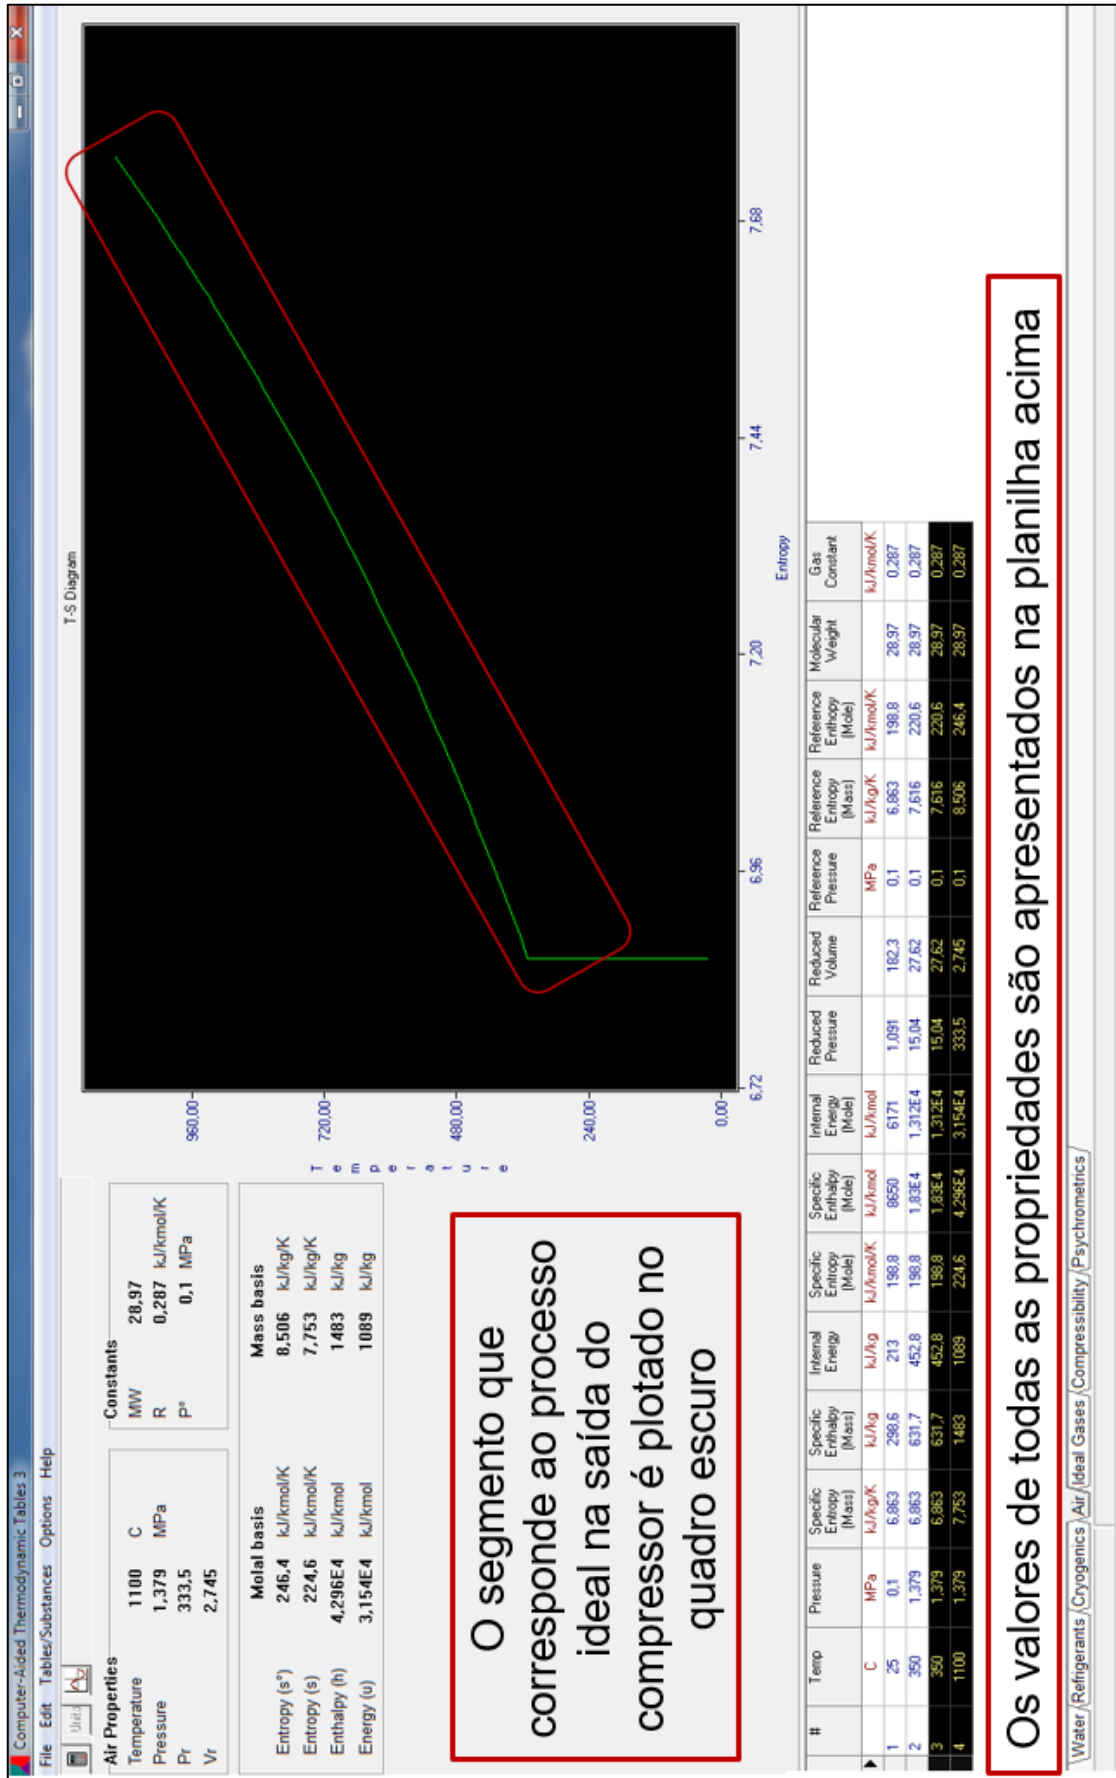 Computer-Aided Thermodynamic Tables 3
File Edit Tables/Substances Options Help
Units
Air Properties
Temperature 1100 C
Pressure 1,379 MPa
Pr 333,5
Vr 2,745
Constants
MW 28,97
R 0,287 kJ/kmol/K
P° 0,1 MPa
Molal basis Mass basis
Entropy (s°) 246,4 kJ/kmol/K 8,506 kJ/kg/K
Entropy (s) 224,6 kJ/kmol/K 7,753 kJ/kg/K
Enthalpy (h) 4,296E4 kJ/kmol 1483 kJ/kg
Energy (u) 3,154E4 kJ/kmol 1089 kJ/kg
O segmento que
corresponde ao processo
ideal na saída do
compressor é plotado no
quadro escuro
T-S Diagram
Temperature
960,00
720,00
480,00
240,00
0,00
6,72 6,96 7,20 7,44 7,68
Entropy
# Temp Pressure Specific Entropy (Mass) Specific Enthalpy (Mass) Internal Energy Specific Entropy (Mole) Specific Enthalpy (Mole) Internal Energy (Mole) Reduced Pressure Reduced Volume Reference Pressure Reference Entropy (Mass) Reference Enthopy (Mole) Molecular Weight Gas Constant
C MPa kJ/kg/K kJ/kg kJ/kg kJ/kmol/K kJ/kmol kJ/kmol MPa kJ/kg/K kJ/kmol/K kJ/kmol/K
1 25 0,1 6,863 298,6 213 198,8 8650 6171 1,091 182,3 0,1 6,863 198,8 28,97 0,287
2 350 1,379 6,863 631,7 452,8 198,8 1,83E4 1,312E4 15,04 27,62 0,1 7,616 220,6 28,97 0,287
3 350 1,379 6,863 631,7 452,8 198,8 1,83E4 1,312E4 15,04 27,62 0,1 7,616 220,6 28,97 0,287
4 1100 1,379 7,753 1483 1089 224,6 4,296E4 3,154E4 333,5 2,745 0,1 8,506 246,4 28,97 0,287
Os valores de todas as propriedades são apresentados na planilha acima
Water Refrigerants Cryogenics Air Ideal Gases Compressibility Psychrometrics